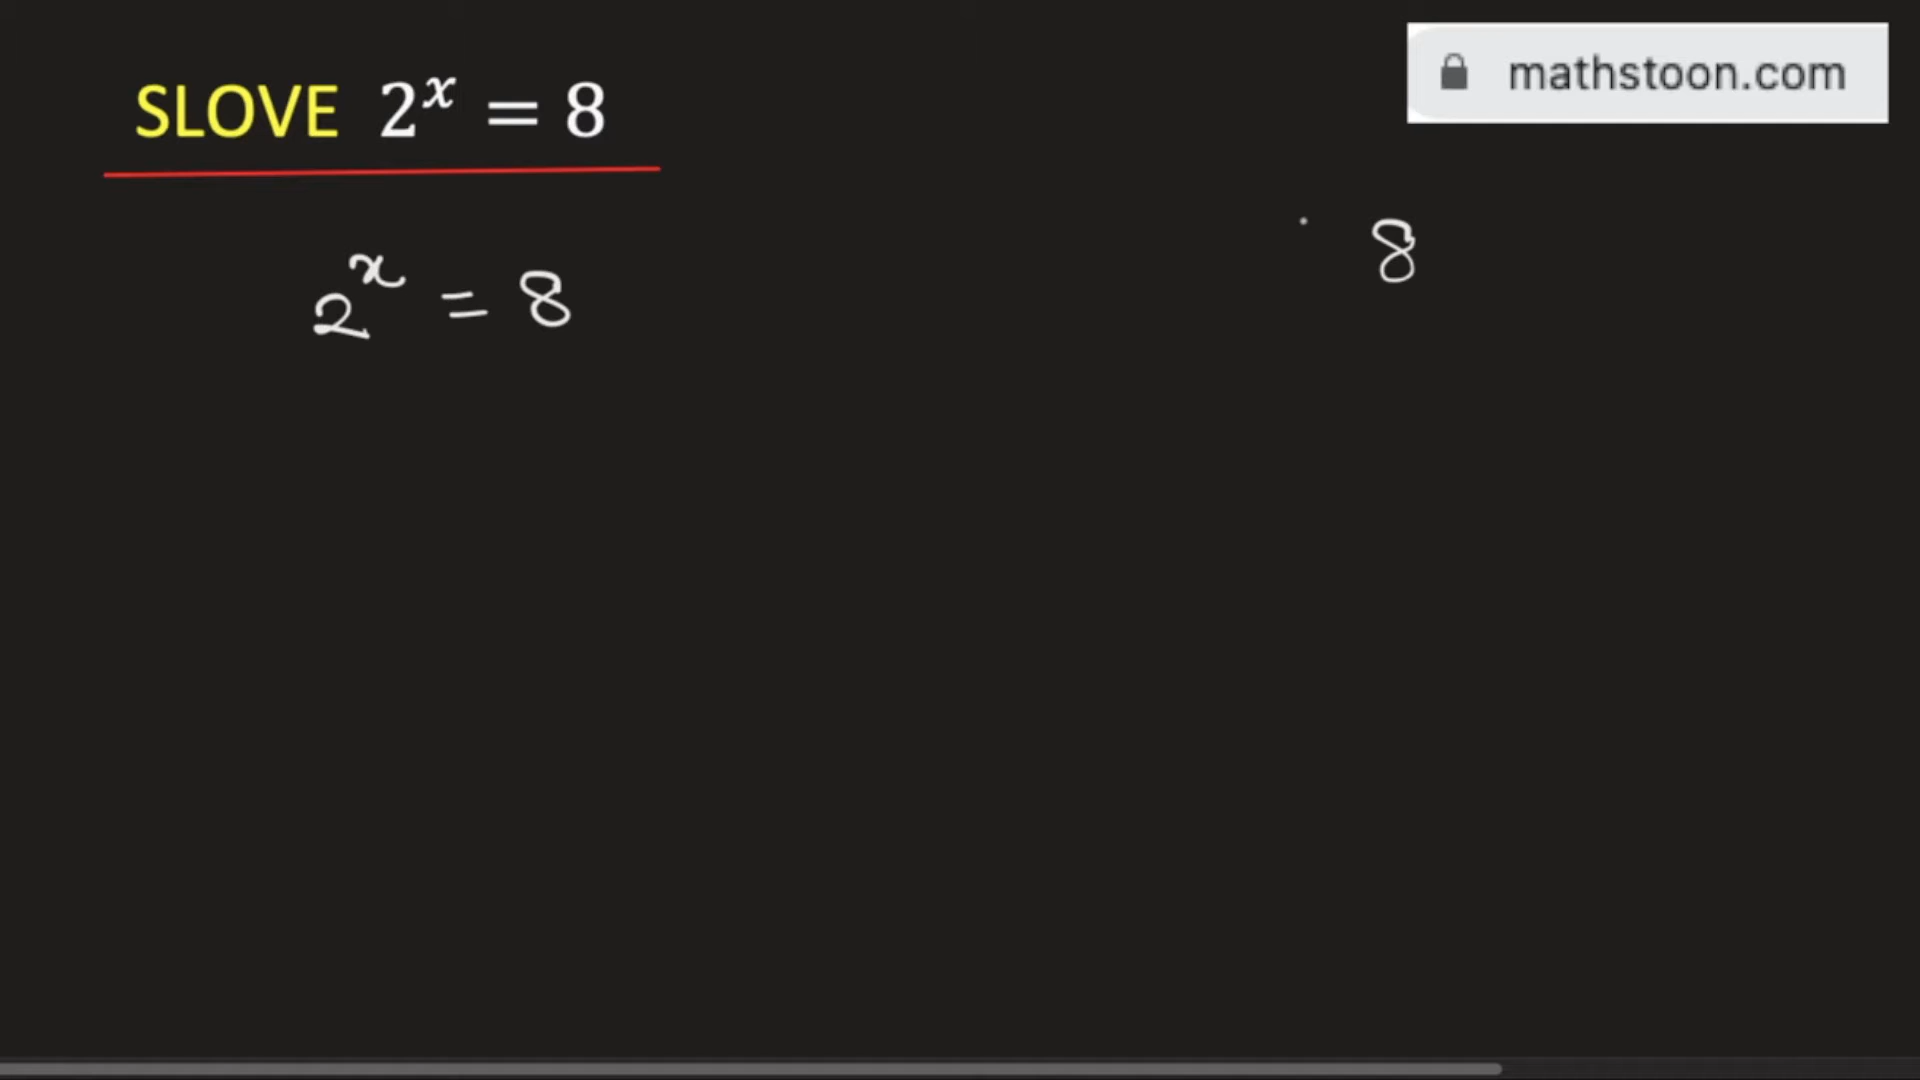 SLOVE 2^x = 8
mathstoon.com
2^x = 8
8